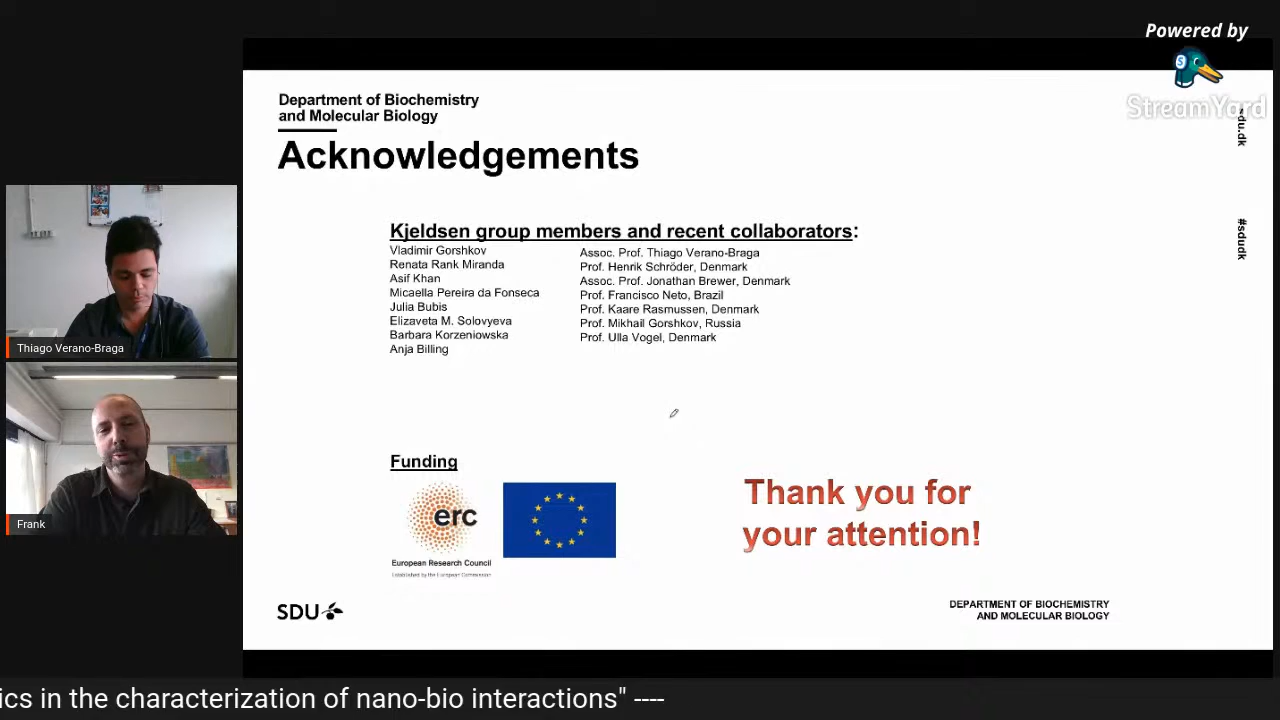 Powered by
StreamYard
Department of Biochemistry
and Molecular Biology
Acknowledgements
sdu.dk
#sdudk
Kjeldsen group members and recent collaborators:
Vladimir Gorshkov
Renata Rank Miranda
Asif Khan
Micaella Pereira da Fonseca
Julia Bubis
Elizaveta M. Solovyeva
Barbara Korzeniowska
Anja Billing
Assoc. Prof. Thiago Verano-Braga
Prof. Henrik Schröder, Denmark
Assoc. Prof. Jonathan Brewer, Denmark
Prof. Francisco Neto, Brazil
Prof. Kaare Rasmussen, Denmark
Prof. Mikhail Gorshkov, Russia
Prof. Ulla Vogel, Denmark
Thiago Verano-Braga
Frank
Funding
erc
European Research Council
Established by the European Commission
Thank you for
your attention!
SDU
DEPARTMENT OF BIOCHEMISTRY
AND MOLECULAR BIOLOGY
ics in the characterization of nano-bio interactions" ----